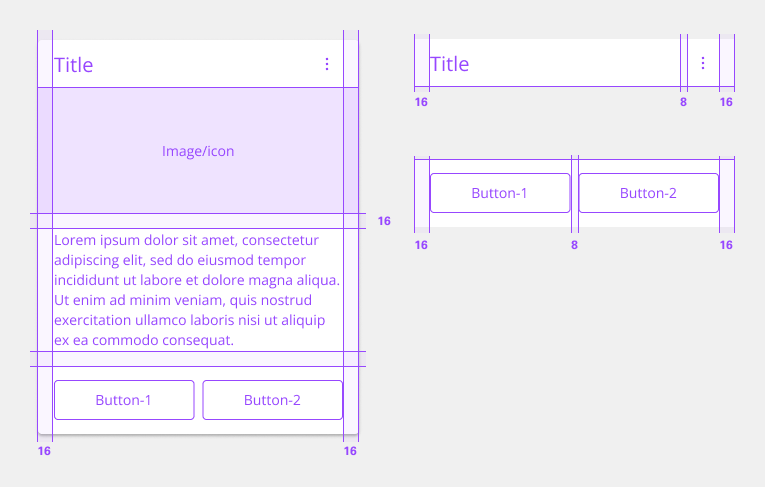 Title
Image/icon
16
Lorem ipsum dolor sit amet, consectetur
adipiscing elit, sed do eiusmod tempor
incididunt ut labore et dolore magna aliqua.
Ut enim ad minim veniam, quis nostrud
exercitation ullamco laboris nisi ut aliquip
ex ea commodo consequat.
Button-1 Button-2
16 16
Title
16 8 16
Button-1 Button-2
16 8 16